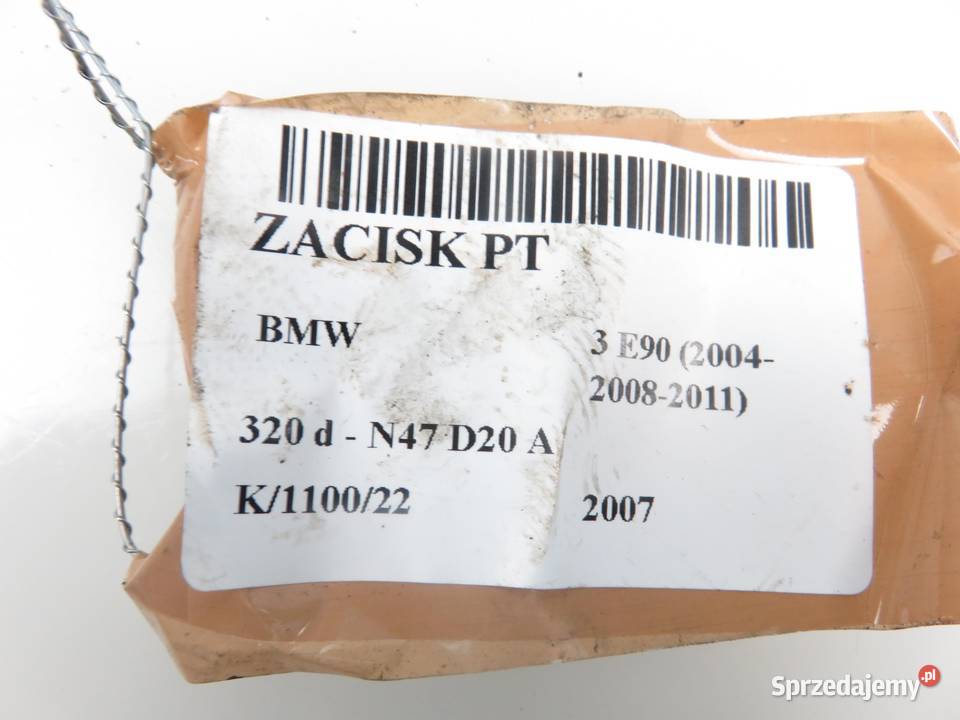 ZACISK PT
BMW
3 E90 (2004-
2008-2011)
320 d - N47 D20 A
K/1100/22
2007
Sprzedajemy.pl